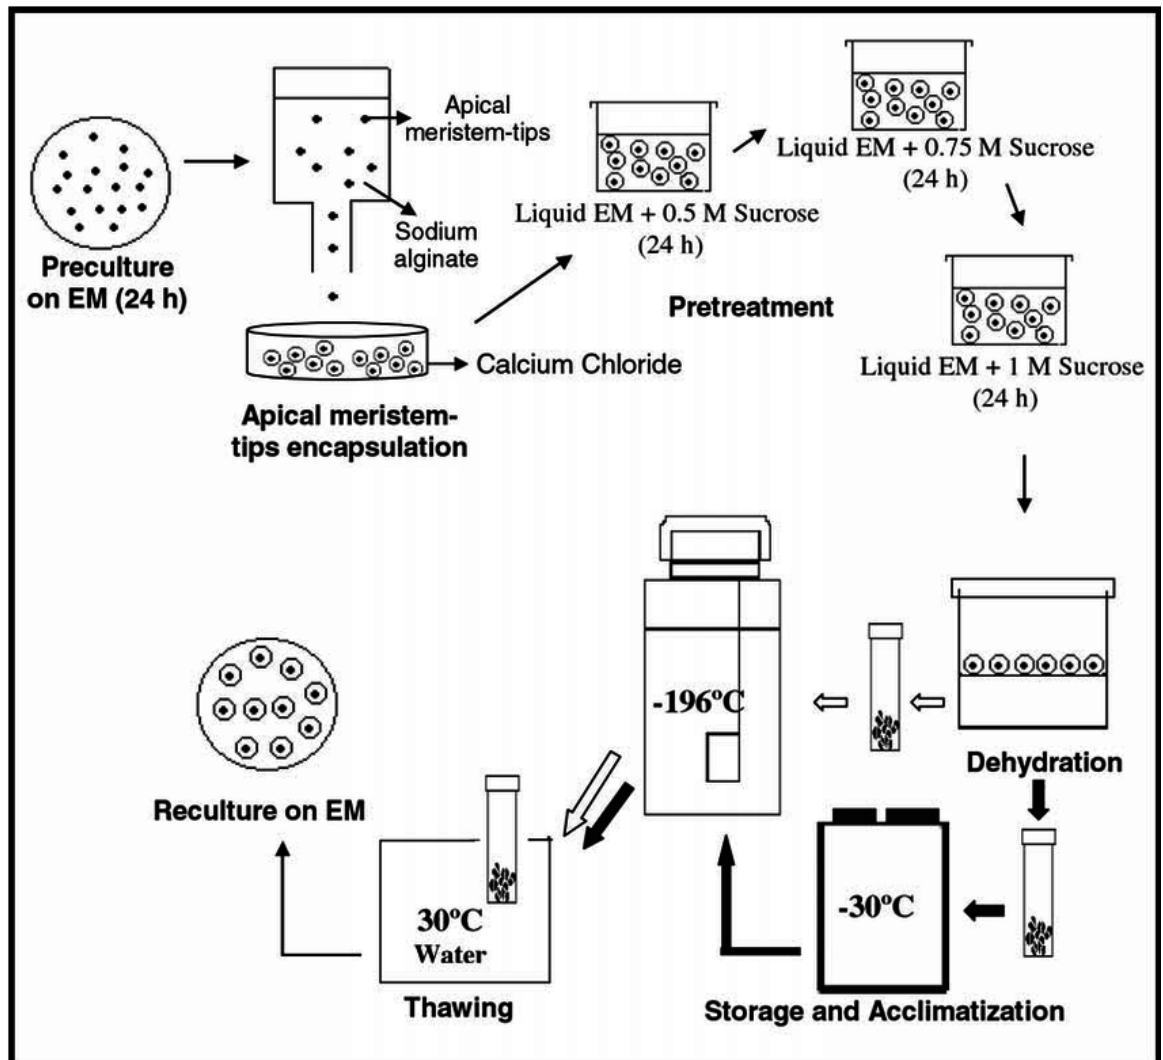 Apical
meristem-tips
Sodium
alginate
Preculture
on EM (24 h)
Calcium Chloride
Apical meristem-
tips encapsulation
Liquid EM + 0.5 M Sucrose
(24 h)
Liquid EM + 0.75 M Sucrose
(24 h)
Pretreatment
Liquid EM + 1 M Sucrose
(24 h)
Dehydration
-196ºC
-30ºC
Storage and Acclimatization
30ºC
Water
Thawing
Reculture on EM